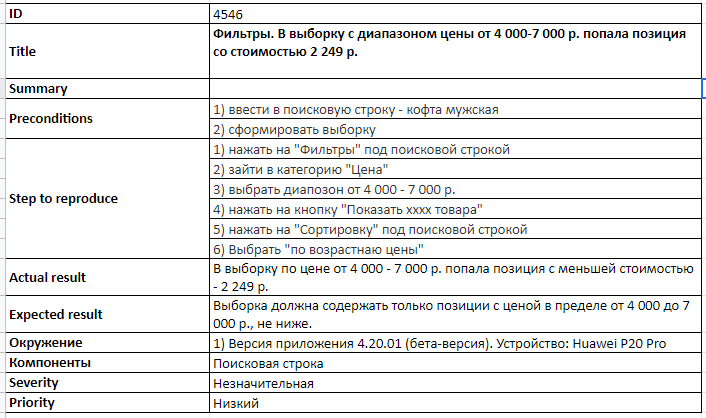 ID 4546
Title Фильтры. В выборку с диапазоном цены от 4 000-7 000 р. попала позиция
со стоимостью 2 249 р.
Summary
Preconditions 1) ввести в поисковую строку - кофта мужская
2) сформировать выборку
Step to reproduce 1) нажать на "Фильтры" под поисковой строкой
2) зайти в категорию "Цена"
3) выбрать диапозон от 4 000 - 7 000 р.
4) нажать на кнопку "Показать xxxx товара"
5) нажать на "Сортировку" под поисковой строкой
6) Выбрать "по возрастнаю цены"
Actual result В выборку по цене от 4 000 - 7 000 р. попала позиция с меньшей стоимостью
- 2 249 р.
Expected result Выборка должна содержать только позиции с ценой в пределе от 4 000 до 7
000 р., не ниже.
Окружение 1) Версия приложения 4.20.01 (бета-версия). Устройство: Huawei P20 Pro
Компоненты Поисковая строка
Severity Незначительная
Priority Низкий